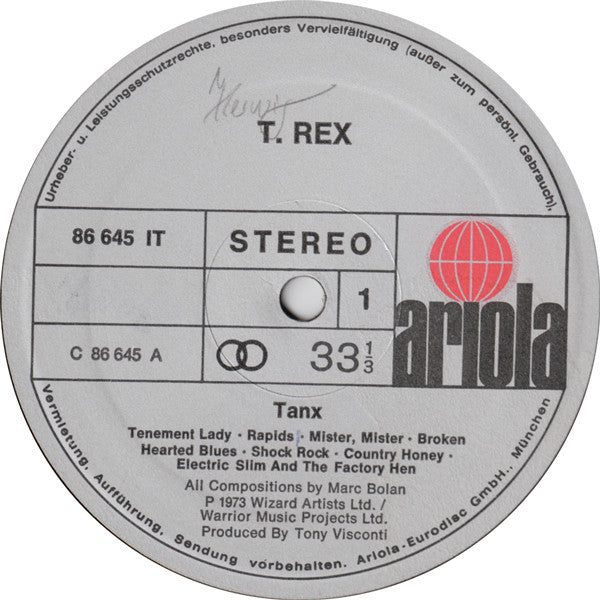 Urheber- u. Leistungsschutzrechte, besonders Vervielfältigung (außer zum persönl. Gebrauch),
T. REX
86 645 IT
STEREO
1
C 86 645 A
33 1/3
ariola
Tanx
Tenement Lady · Rapids · Mister, Mister · Broken
Hearted Blues · Shock Rock · Country Honey ·
Electric Slim And The Factory Hen
All Compositions by Marc Bolan
P 1973 Wizard Artists Ltd. /
Warrior Music Projects Ltd.
Produced By Tony Visconti
Vermietung, Aufführung, Sendung vorbehalten. Ariola-Eurodisc GmbH., München